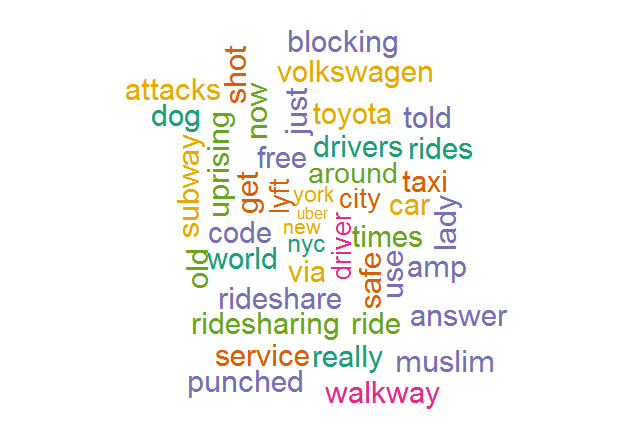 blocking
shot
volkswagen
attacks
now
just
toyota
dog
told
uprising
drivers
rides
subway
free
around
get
lyft
taxi
york
city
car
uber
new
lady
code
nyc
driver
times
old
world
via
safe
use
amp
rideshare
ridesharing
ride
answer
service
really
muslim
punched
walkway